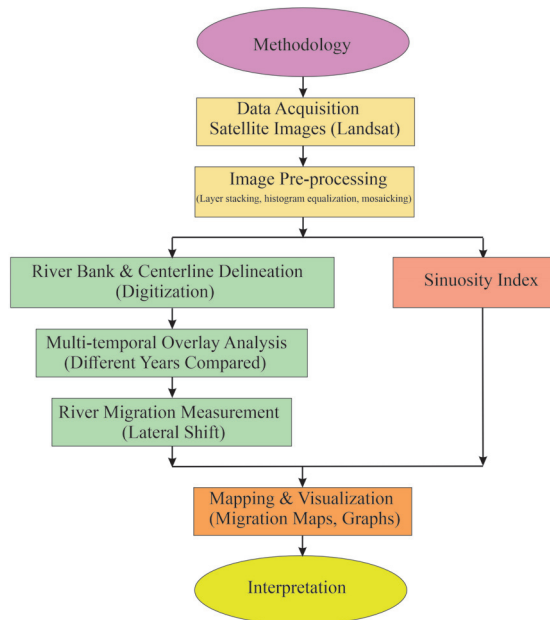 Methodology
Data Acquisition
Satellite Images (Landsat)
Image Pre-processing
(Layer stacking, histogram equalization, mosaicking)
River Bank & Centerline Delineation
(Digitization)
Sinuosity Index
Multi-temporal Overlay Analysis
(Different Years Compared)
River Migration Measurement
(Lateral Shift)
Mapping & Visualization
(Migration Maps, Graphs)
Interpretation